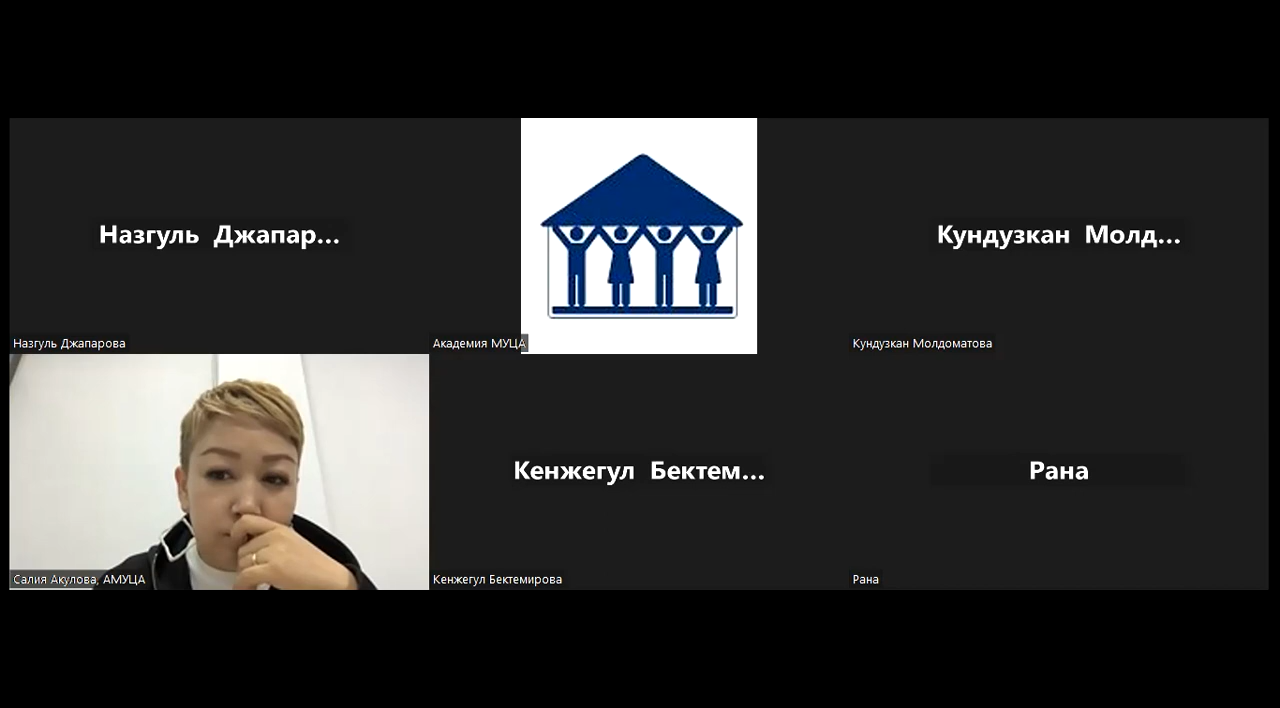 Назгуль Джапар...
Кундузкан Молд...
Назгуль Джапарова
Академия МУЦА
Кундузкан Молдоматова
Кенжегул Бектем...
Рана
Салия Акулова, АМУЦА
Кенжегул Бектемирова
Рана